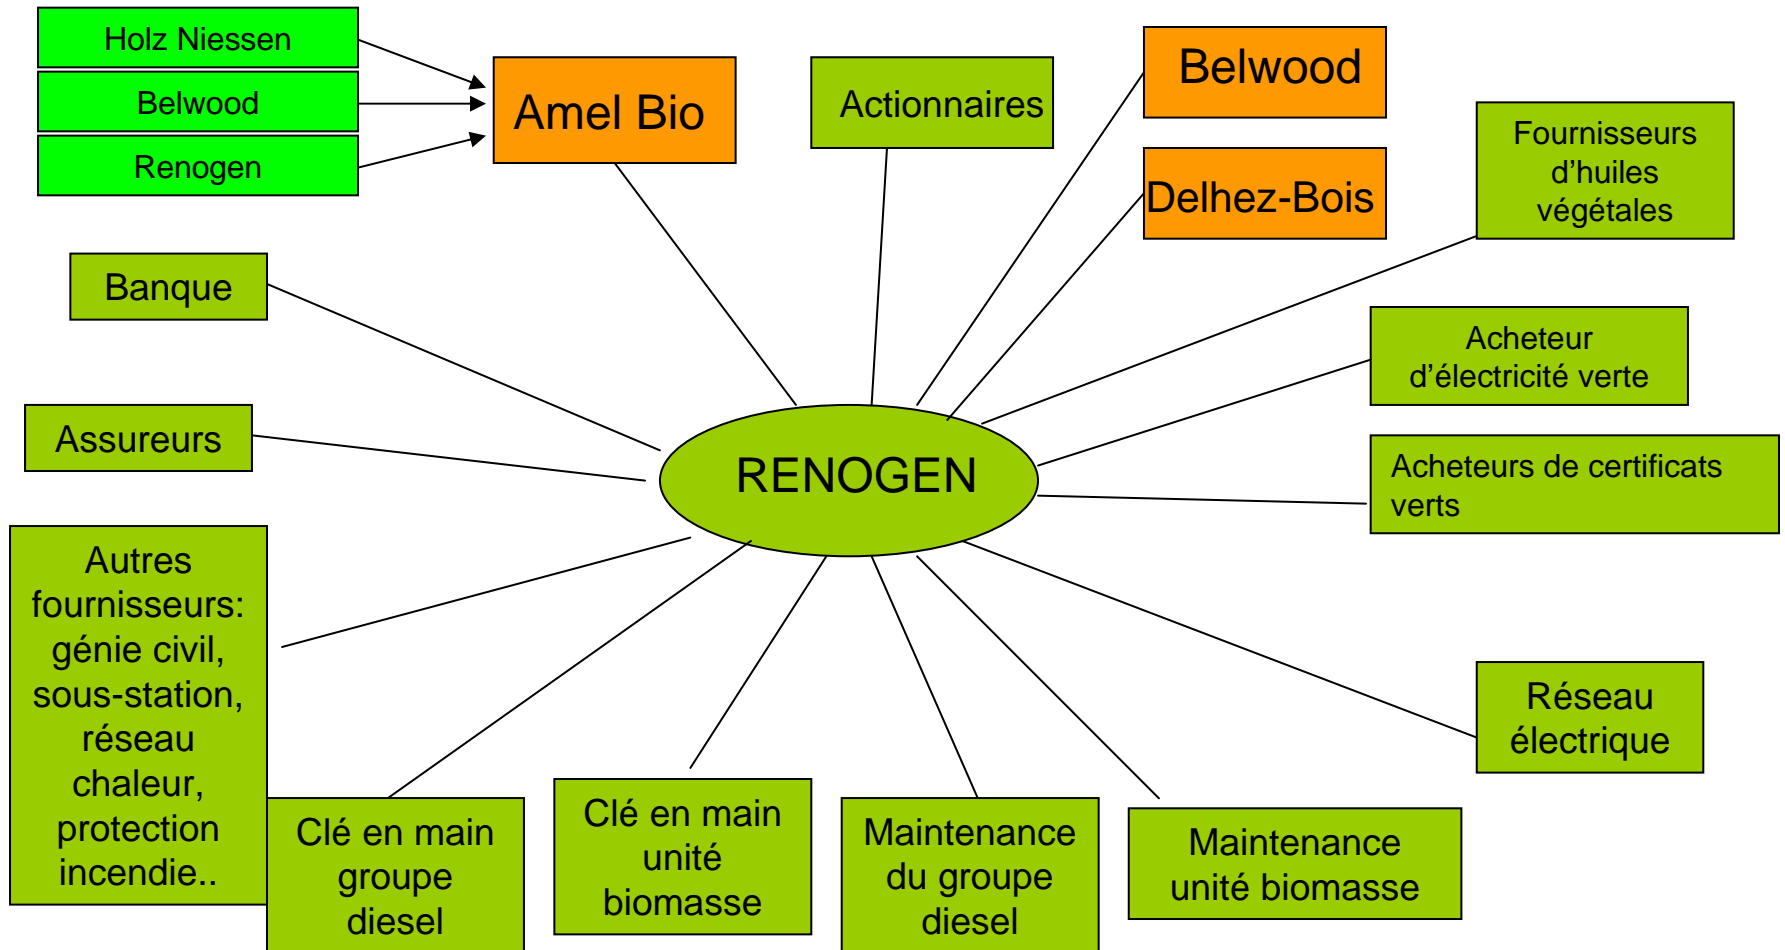 Holz Niessen
Belwood
Renogen
Amel Bio
Actionnaires
Belwood
Delhez-Bois
Fournisseurs
d’huiles
végétales
Banque
Acheteur
d’électricité verte
Assureurs
RENOGEN
Acheteurs de certificats
verts
Autres
fournisseurs:
génie civil,
sous-station,
réseau
chaleur,
protection
incendie..
Clé en main
groupe
diesel
Clé en main
unité
biomasse
Maintenance
du groupe
diesel
Maintenance
unité biomasse
Réseau
électrique